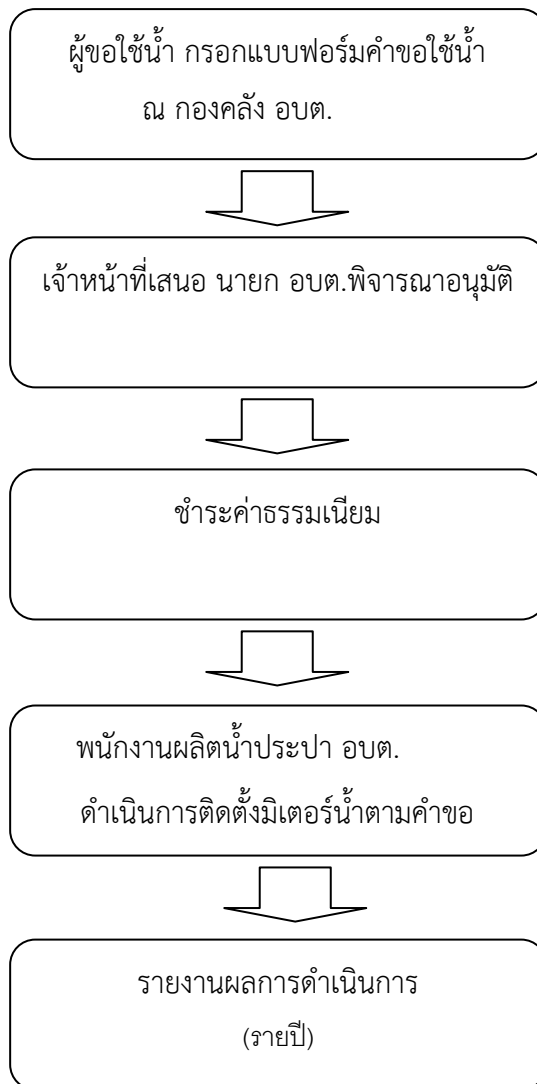 ผู้ขอใช้น้ำ กรอกแบบฟอร์มคำขอใช้น้ำ
ณ กองคลัง อบต.
เจ้าหน้าที่เสนอ นายก อบต.พิจารณาอนุมัติ
ชำระค่าธรรมเนียม
พนักงานผลิตน้ำประปา อบต.
ดำเนินการติดตั้งมิเตอร์น้ำตามคำขอ
รายงานผลการดำเนินการ
(รายปี)